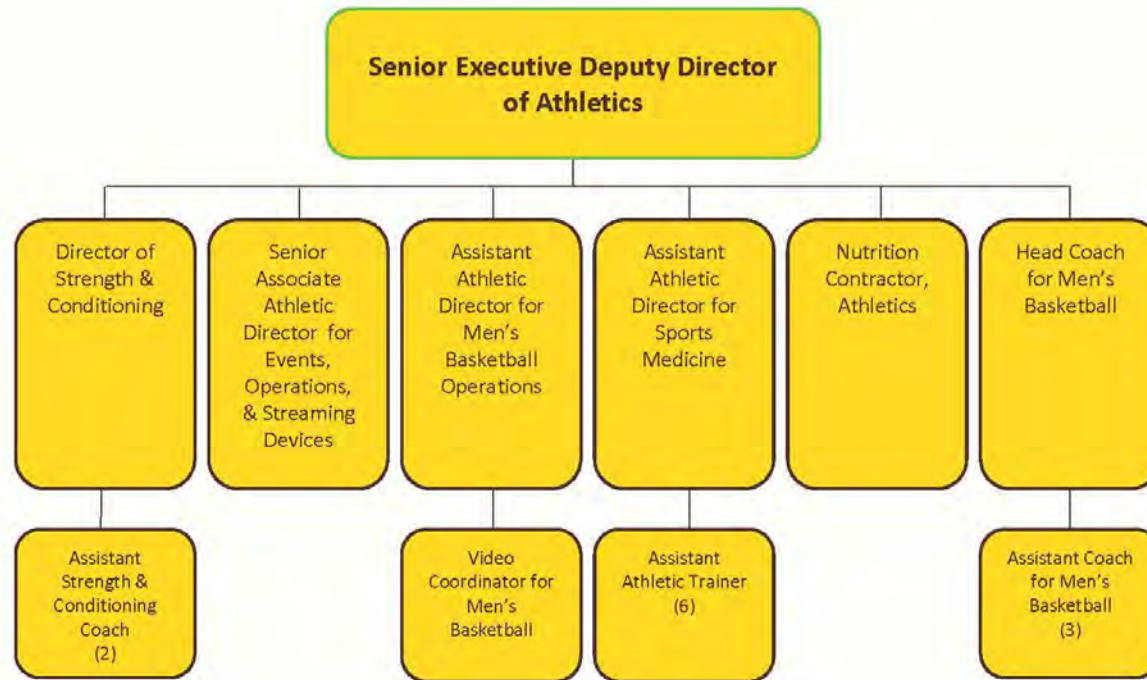 Senior Executive Deputy Director
of Athletics
Director of
Strength &
Conditioning
Senior
Associate
Athletic
Director for
Events,
Operations,
& Streaming
Devices
Assistant
Athletic
Director for
Men's
Basketball
Operations
Assistant
Athletic
Director for
Sports
Medicine
Nutrition
Contractor,
Athletics
Head Coach
for Men's
Basketball
Assistant
Strength &
Conditioning
Coach
(2)
Video
Coordinator for
Men's
Basketball
Assistant
Athletic Trainer
(6)
Assistant Coach
for Men's
Basketball
(3)